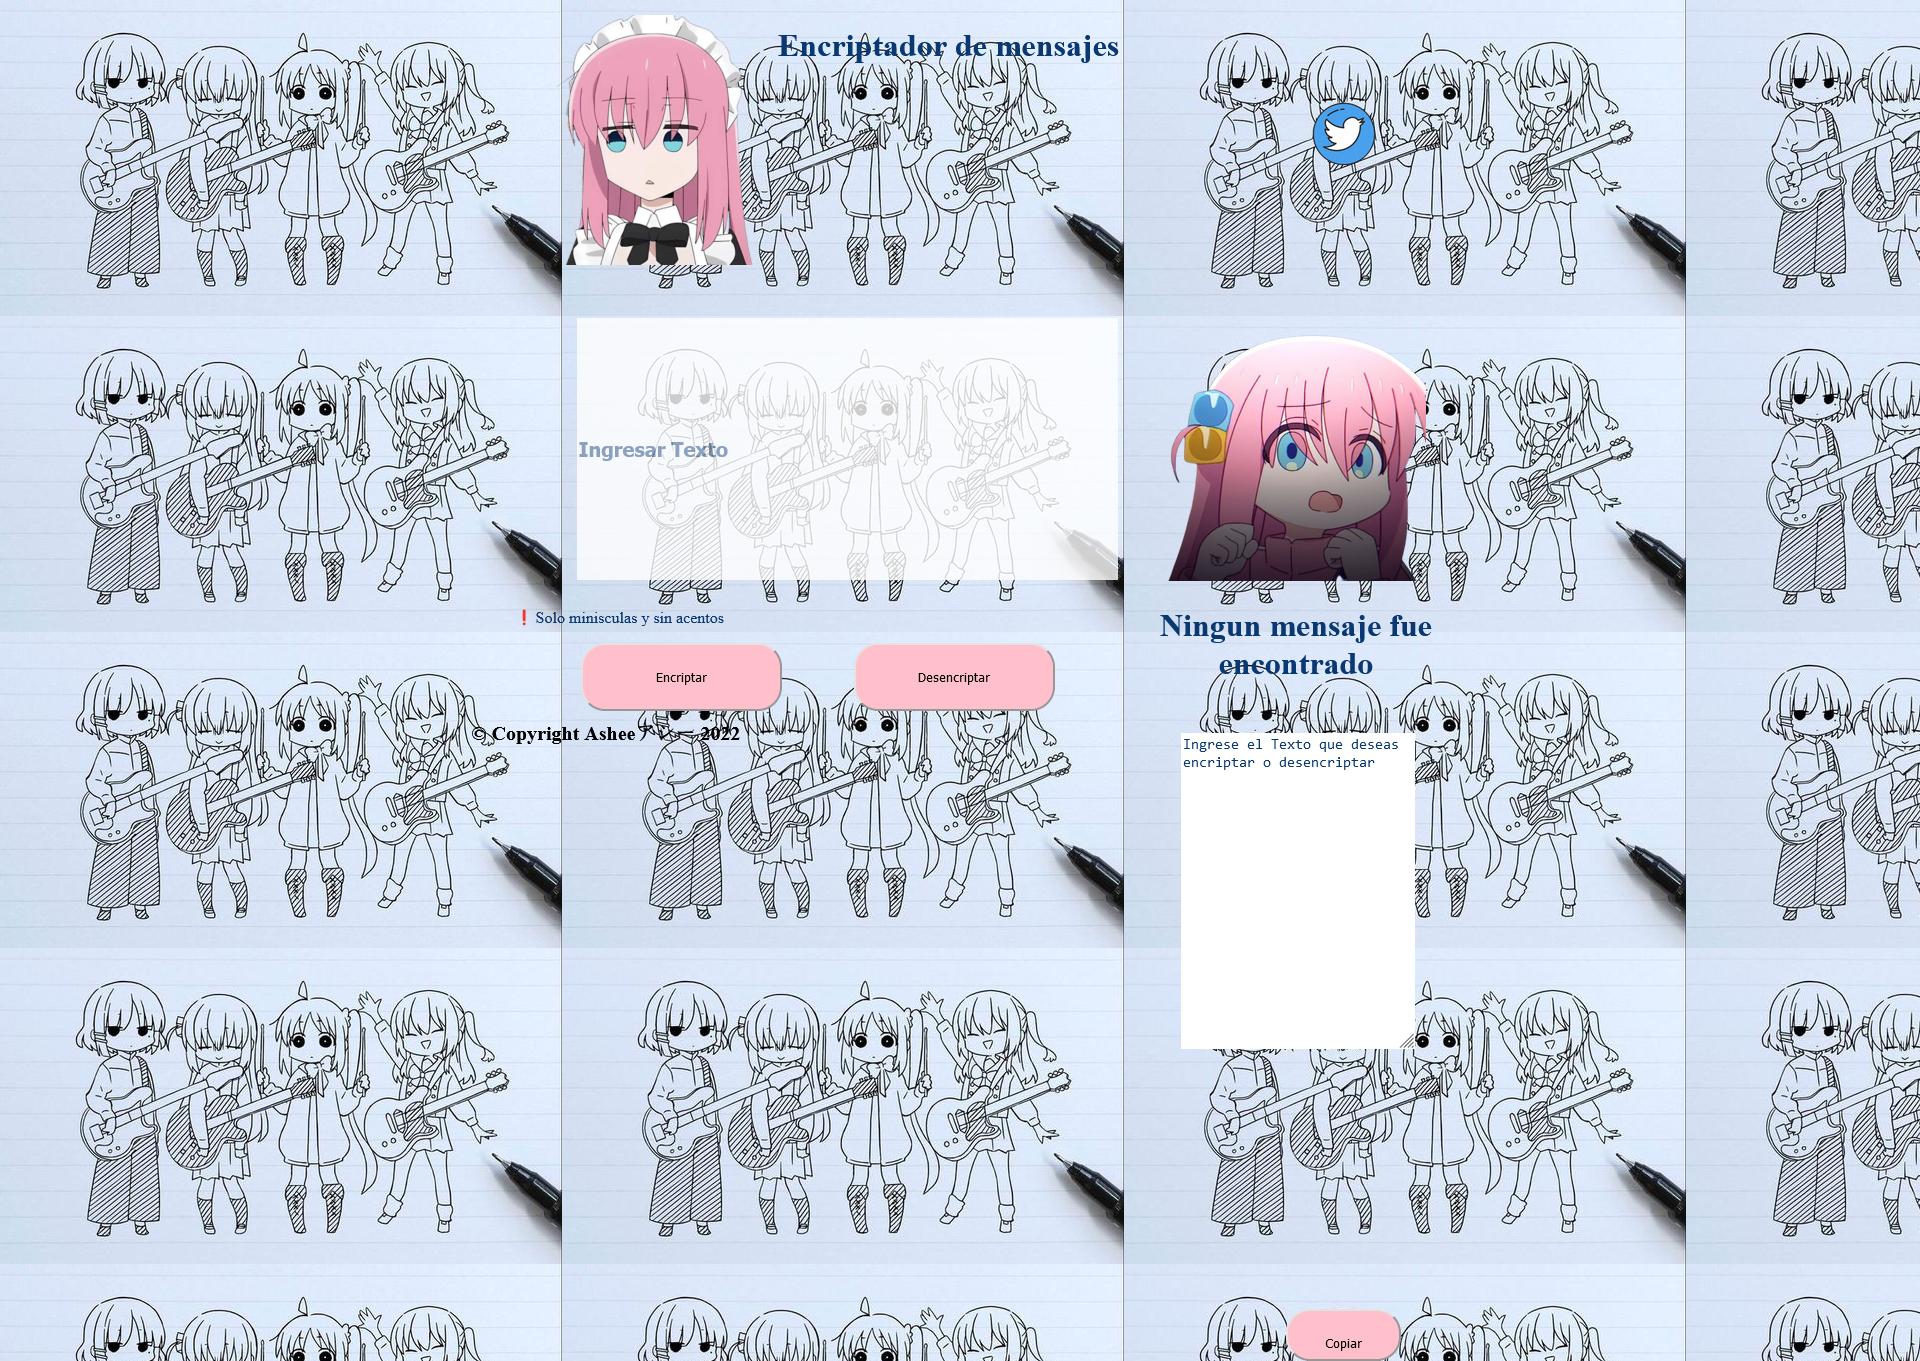 Encriptador de mensajes
Ingresar Texto
❗ Solo minisculas y sin acentos
Encriptar
Desencriptar
© Copyright Ashee 2022
Ningun mensaje fue
encontrado
Ingrese el Texto que deseas
encriptar o desencriptar
Copiar